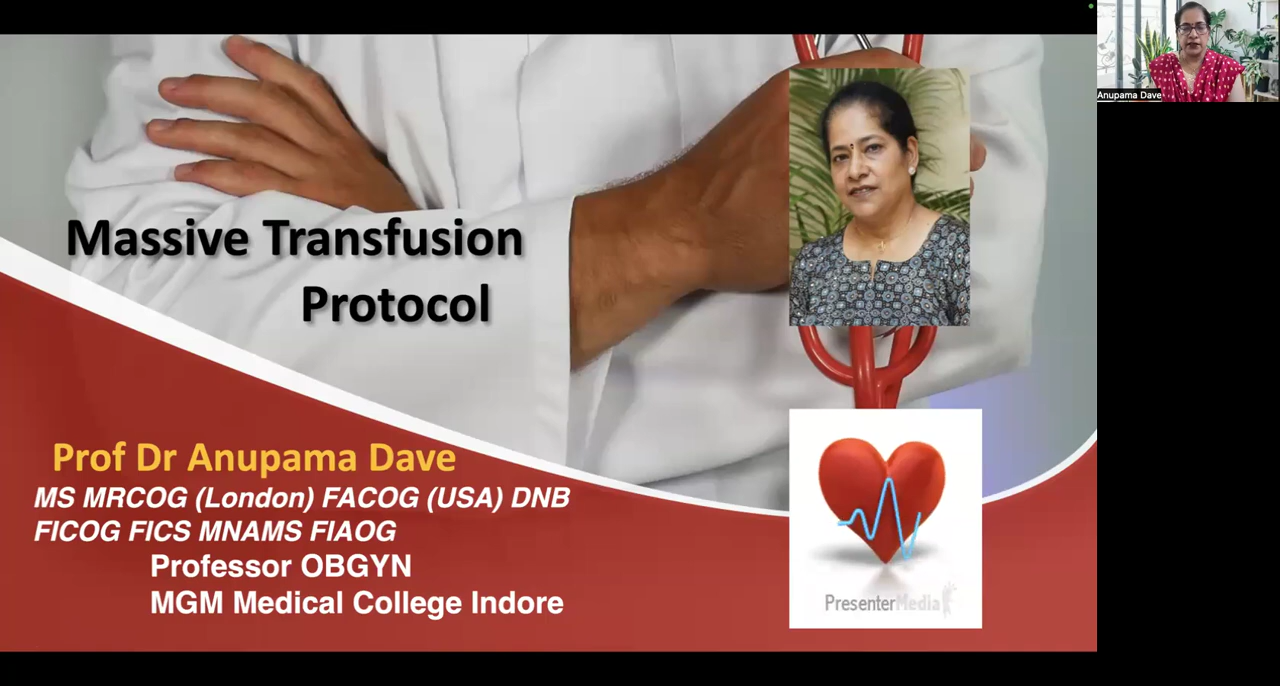 Anupama Dave
Massive Transfusion
Protocol
Prof Dr Anupama Dave
MS MRCOG (London) FACOG (USA) DNB
FICOG FICS MNAMS FIAOG
Professor OBGYN
MGM Medical College Indore
PresenterMedia